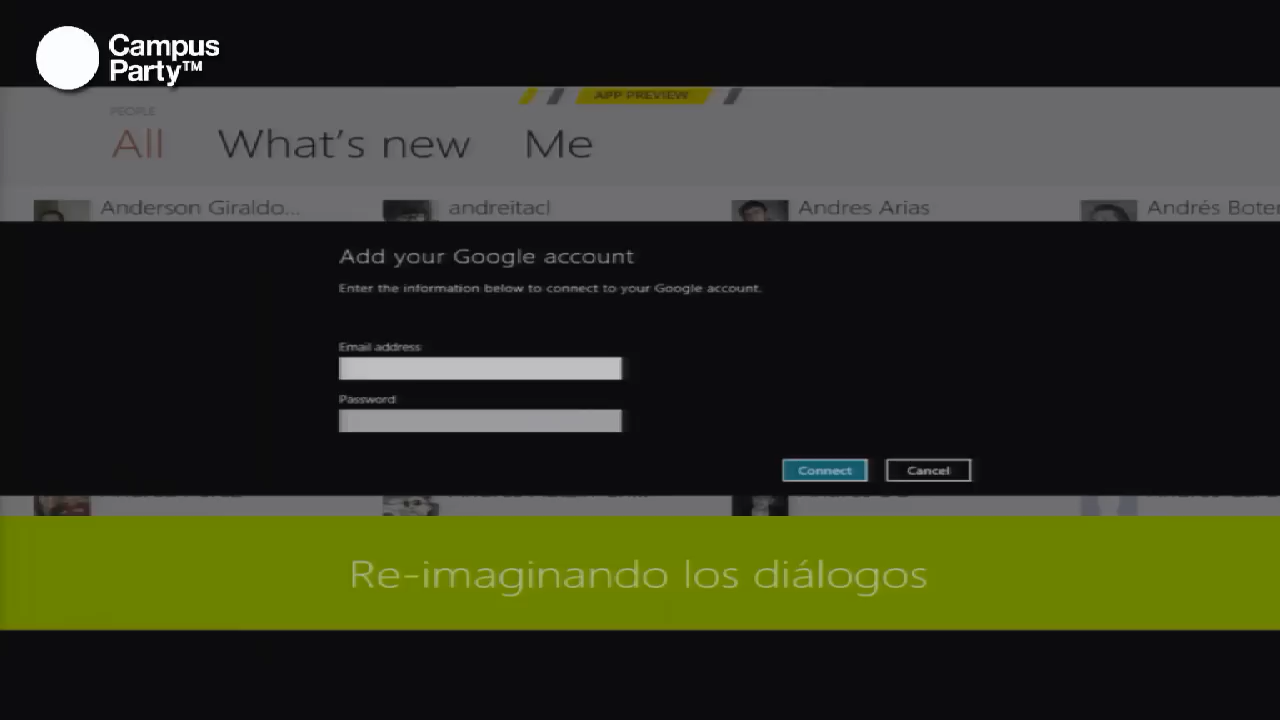 Campus
Party™
APP PREVIEW
PEOPLE
All What's new Me
Anderson Giraldo... andreitacl Andres Arias Andrés Boter
Add your Google account
Enter the information below to connect to your Google account.
Email address
Password
Connect Cancel
Re-imaginando los diálogos